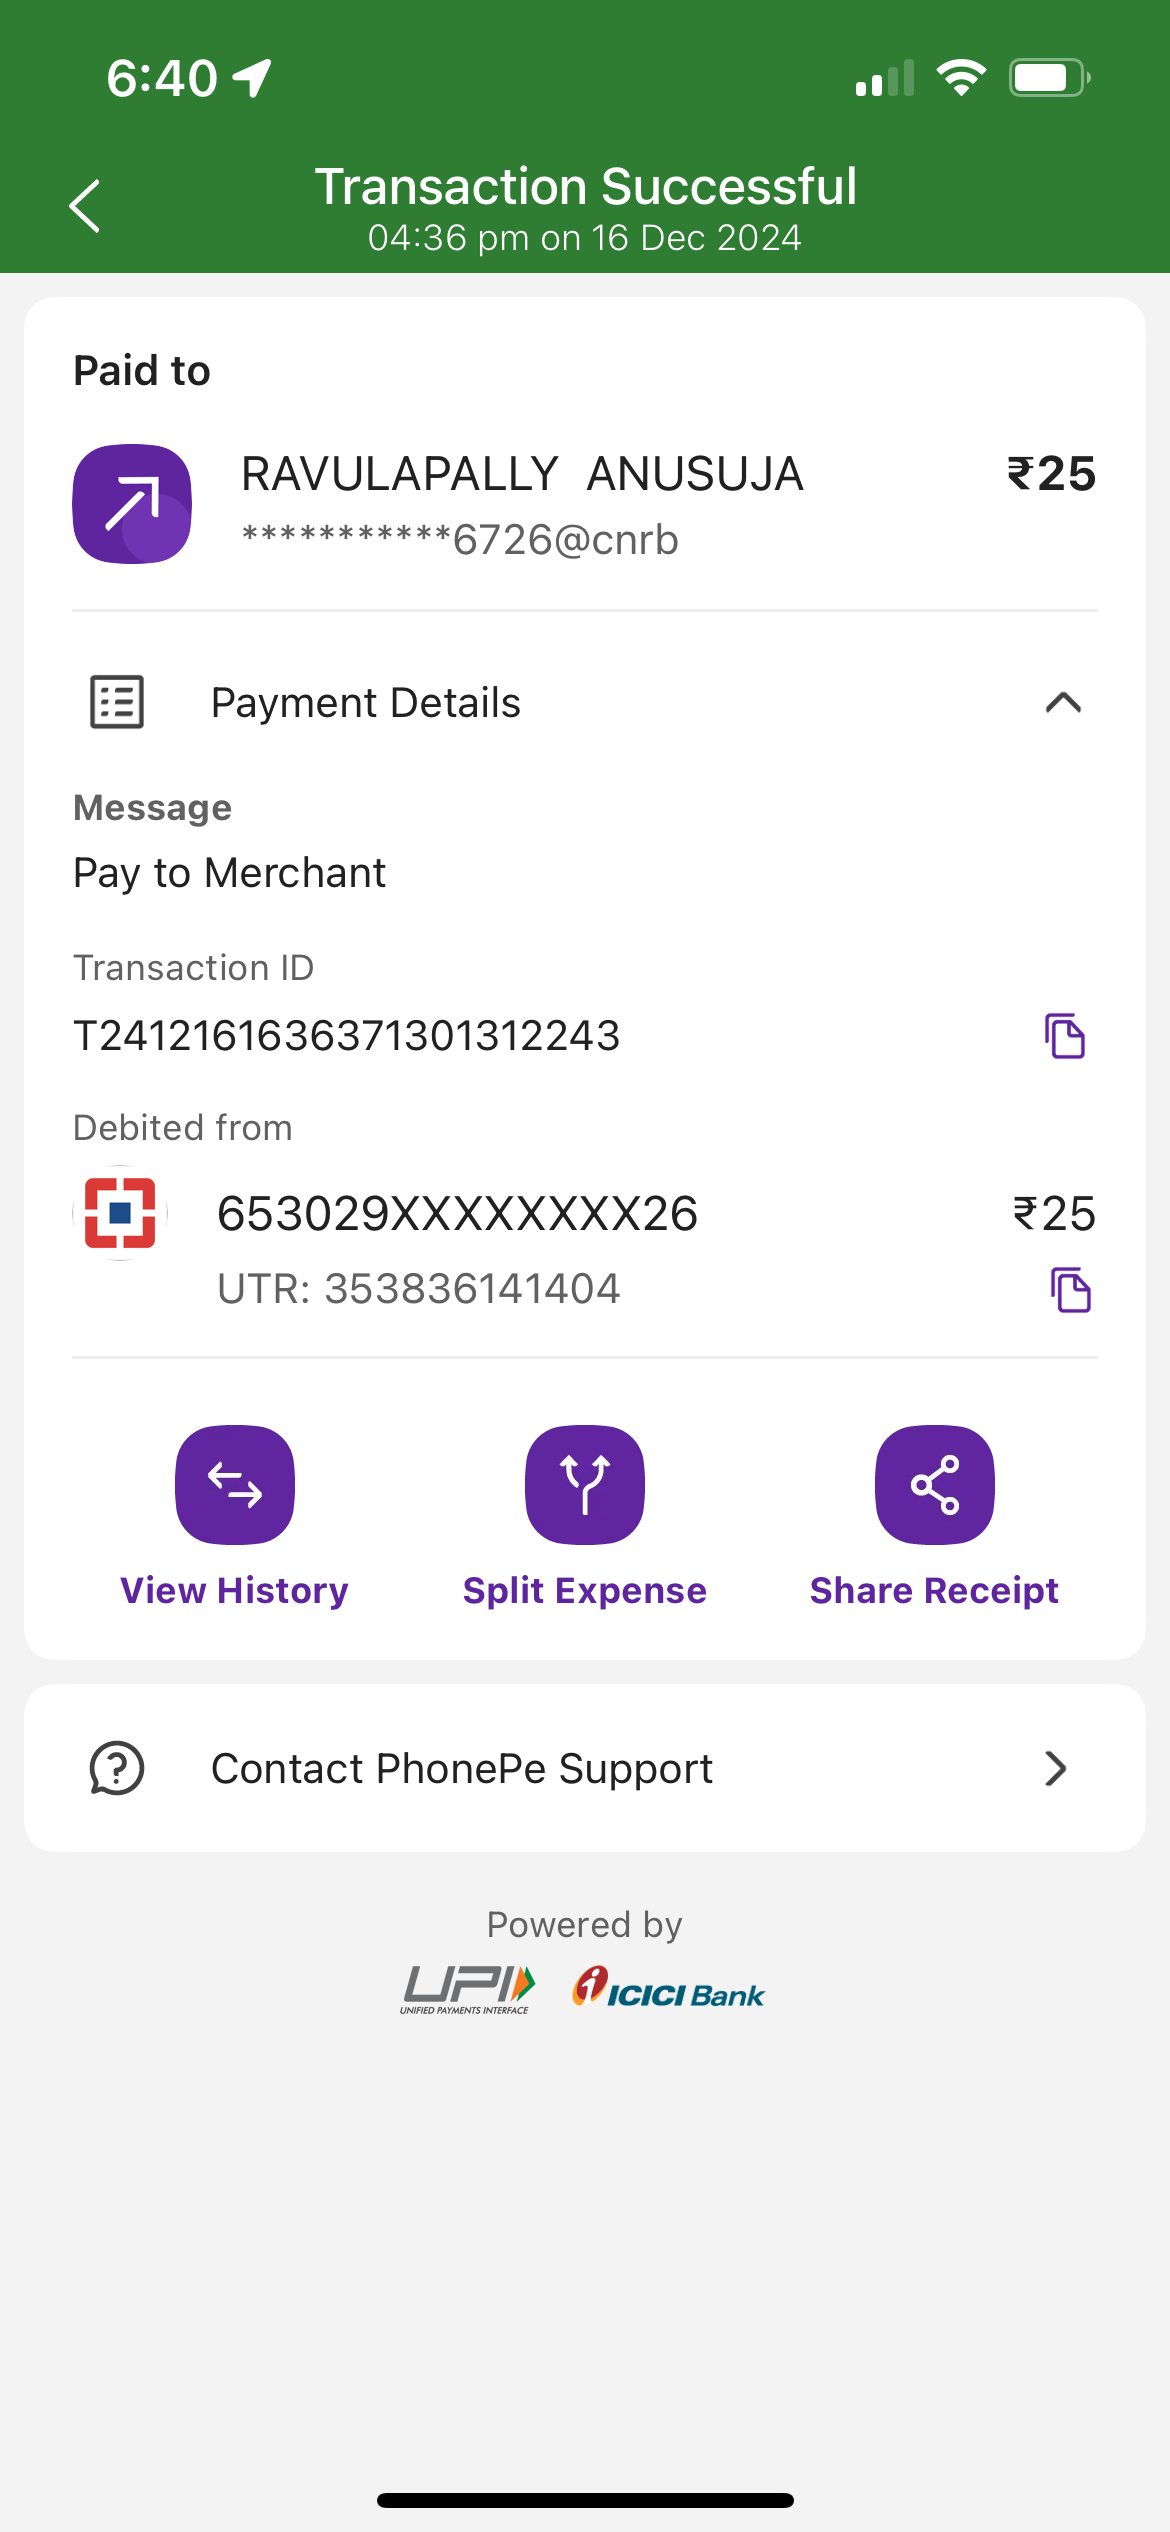 6:40
Transaction Successful
04:36 pm on 16 Dec 2024
Paid to
RAVULAPALLY ANUSUJA ₹25
***********6726@cnrb
Payment Details
Message
Pay to Merchant
Transaction ID
T2412161636371301312243
Debited from
653029XXXXXXXX26 ₹25
UTR: 353836141404
View History Split Expense Share Receipt
Contact PhonePe Support
Powered by
UPI ICICI Bank
UNIFIED PAYMENTS INTERFACE